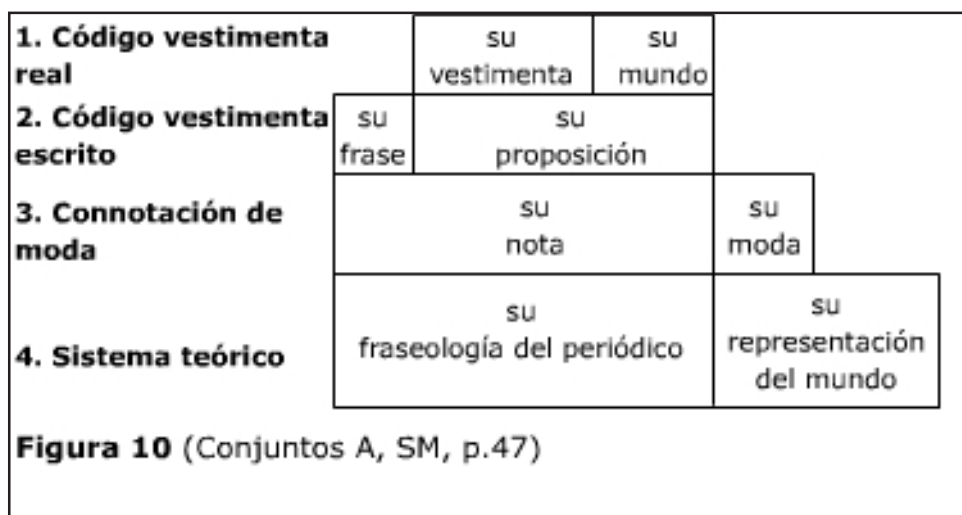 1. Código vestimenta
real
su
vestimenta
su
mundo
2. Código vestimenta
escrito
su
frase
su
proposición
3. Connotación de
moda
su
nota
su
moda
4. Sistema teórico
su
fraseología del periódico
su
representación
del mundo
Figura 10 (Conjuntos A, SM, p.47)